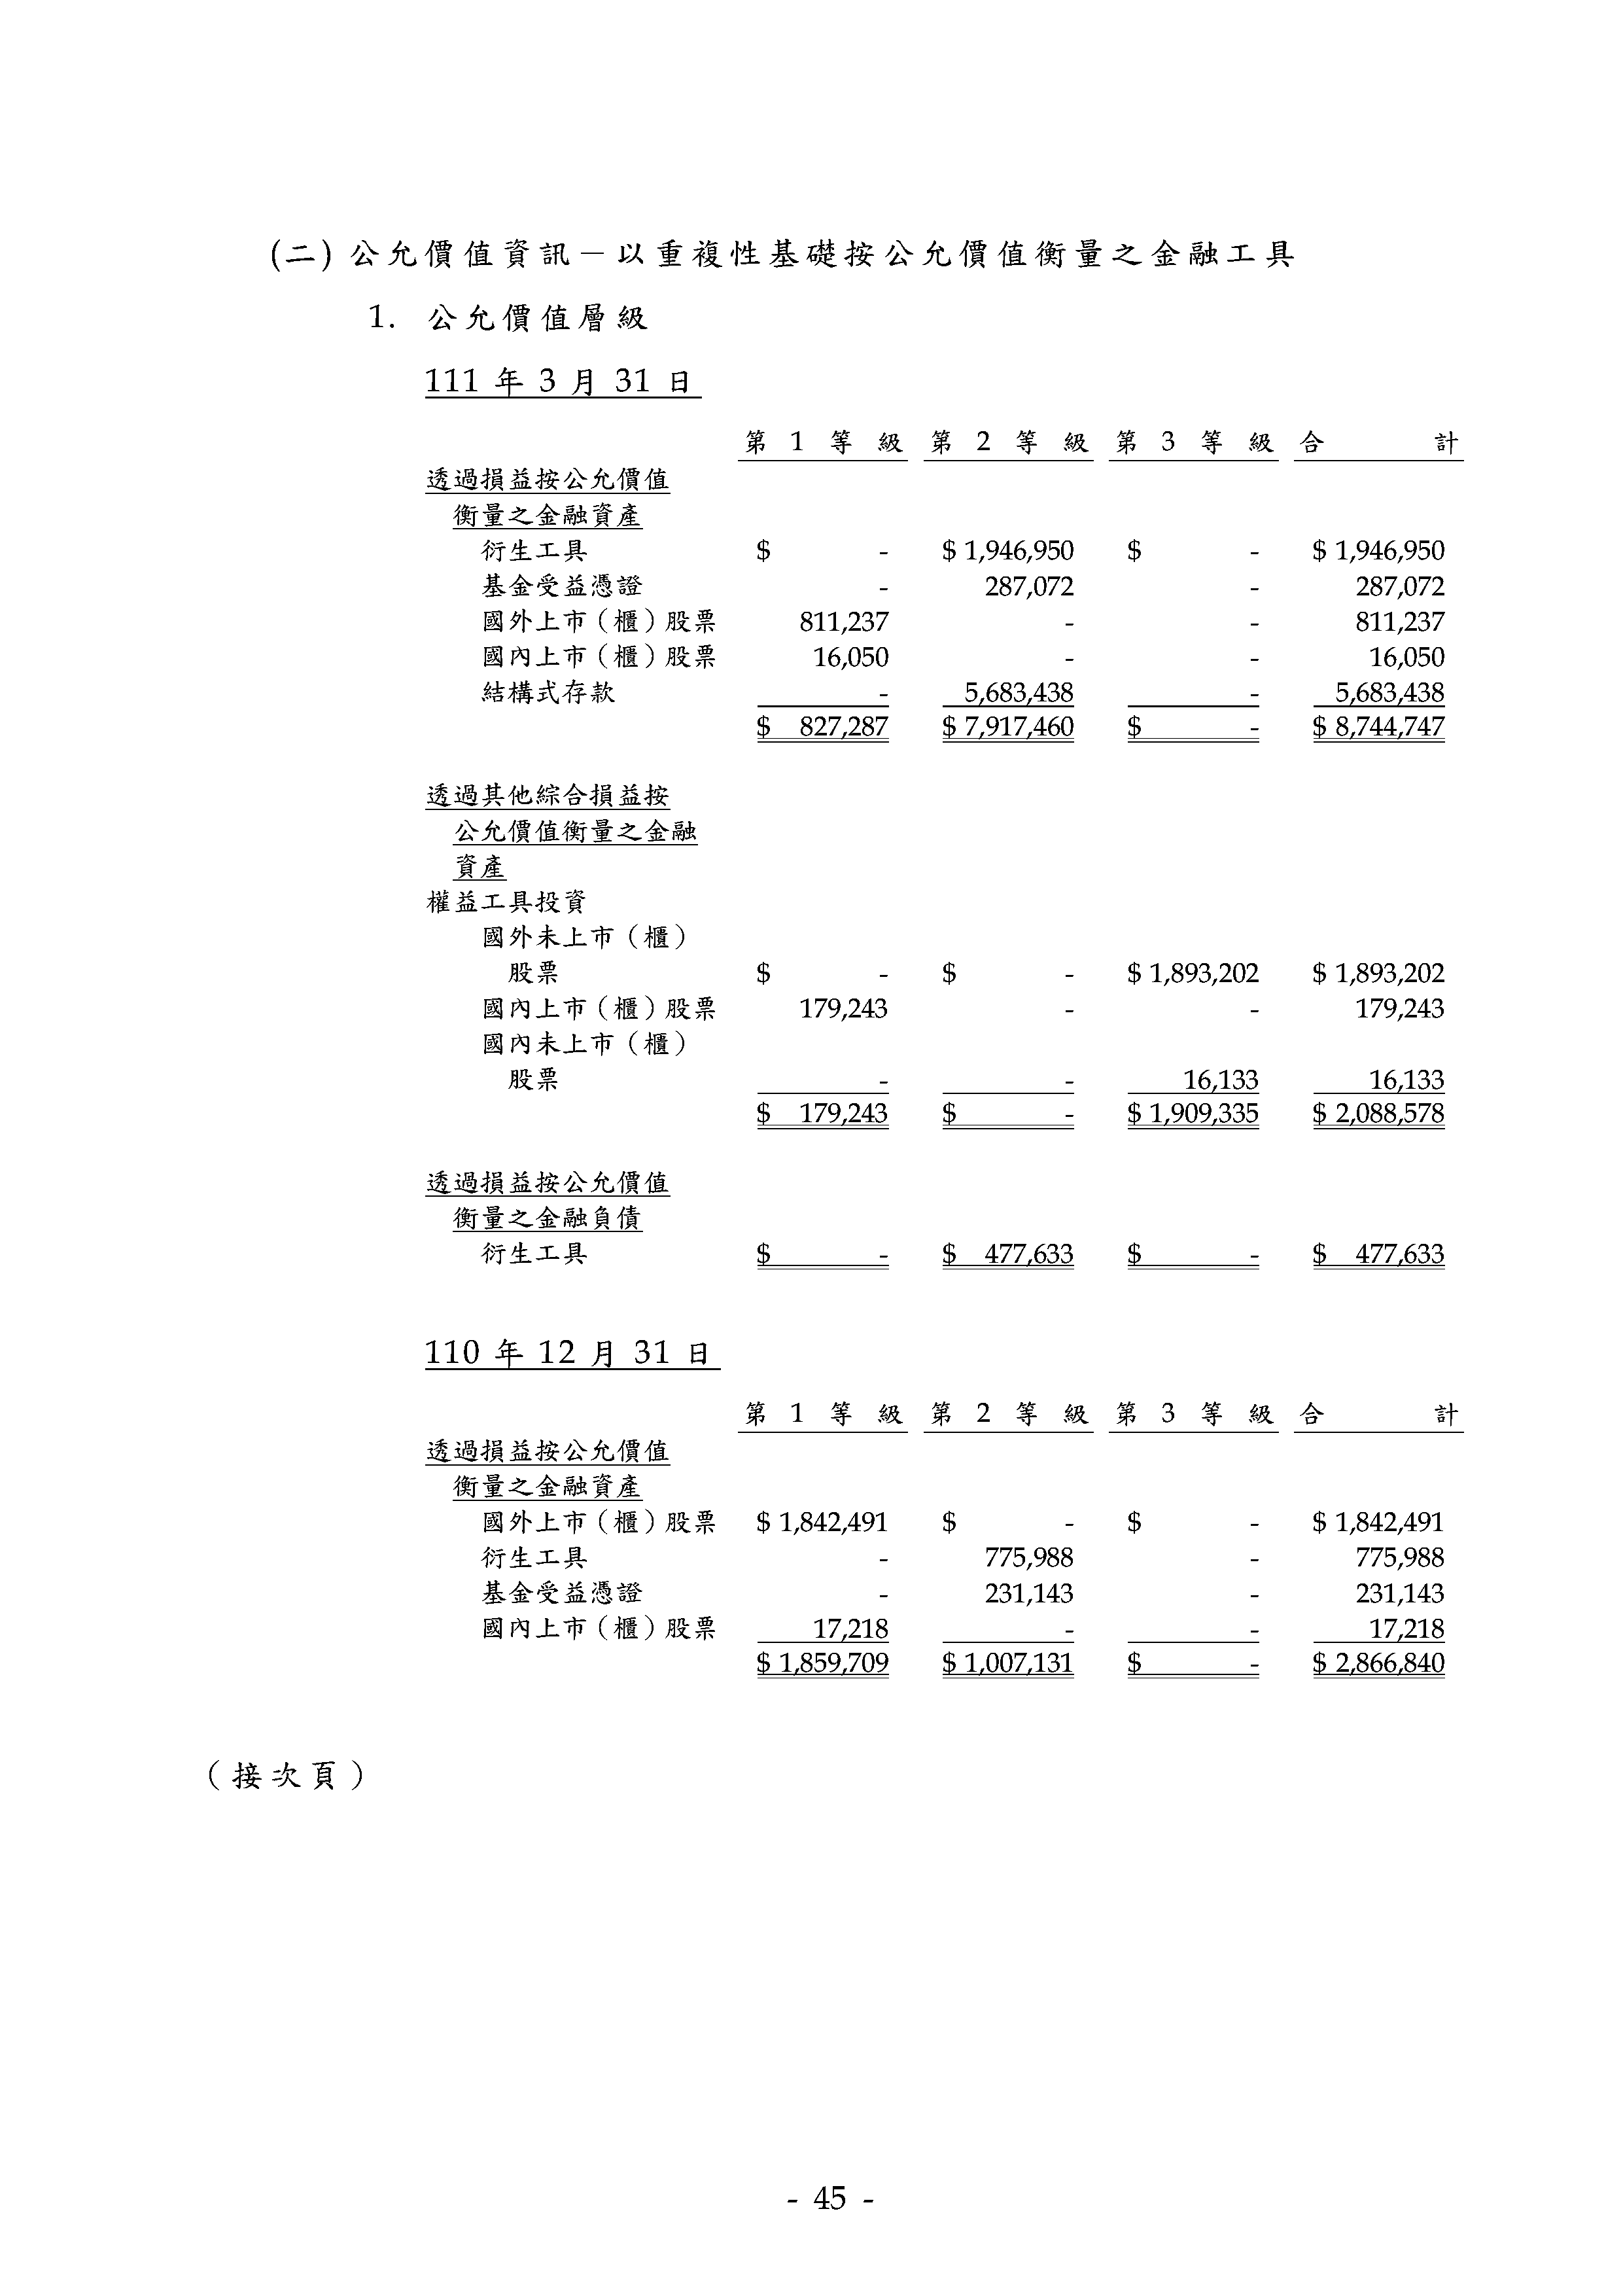 (二) 公允價值資訊－以重複性基礎按公允價值衡量之金融工具
1. 公允價值層級
111 年 3 月 31 日
第 1 等 級 第 2 等 級 第 3 等 級 合 計
透過損益按公允價值
衡量之金融資產
衍生工具 $ - $ 1,946,950 $ - $ 1,946,950
基金受益憑證 - 287,072 - 287,072
國外上市（櫃）股票 811,237 - - 811,237
國內上市（櫃）股票 16,050 - - 16,050
結構式存款 - 5,683,438 - 5,683,438
$ 827,287 $ 7,917,460 $ - $ 8,744,747
透過其他綜合損益按
公允價值衡量之金融
資產
權益工具投資
國外未上市（櫃）
股票 $ - $ - $ 1,893,202 $ 1,893,202
國內上市（櫃）股票 179,243 - - 179,243
國內未上市（櫃）
股票 - - 16,133 16,133
$ 179,243 $ - $ 1,909,335 $ 2,088,578
透過損益按公允價值
衡量之金融負債
衍生工具 $ - $ 477,633 $ - $ 477,633
110 年 12 月 31 日
第 1 等 級 第 2 等 級 第 3 等 級 合 計
透過損益按公允價值
衡量之金融資產
國外上市（櫃）股票 $ 1,842,491 $ - $ - $ 1,842,491
衍生工具 - 775,988 - 775,988
基金受益憑證 - 231,143 - 231,143
國內上市（櫃）股票 17,218 - - 17,218
$ 1,859,709 $ 1,007,131 $ - $ 2,866,840
（接次頁）
- 45 -